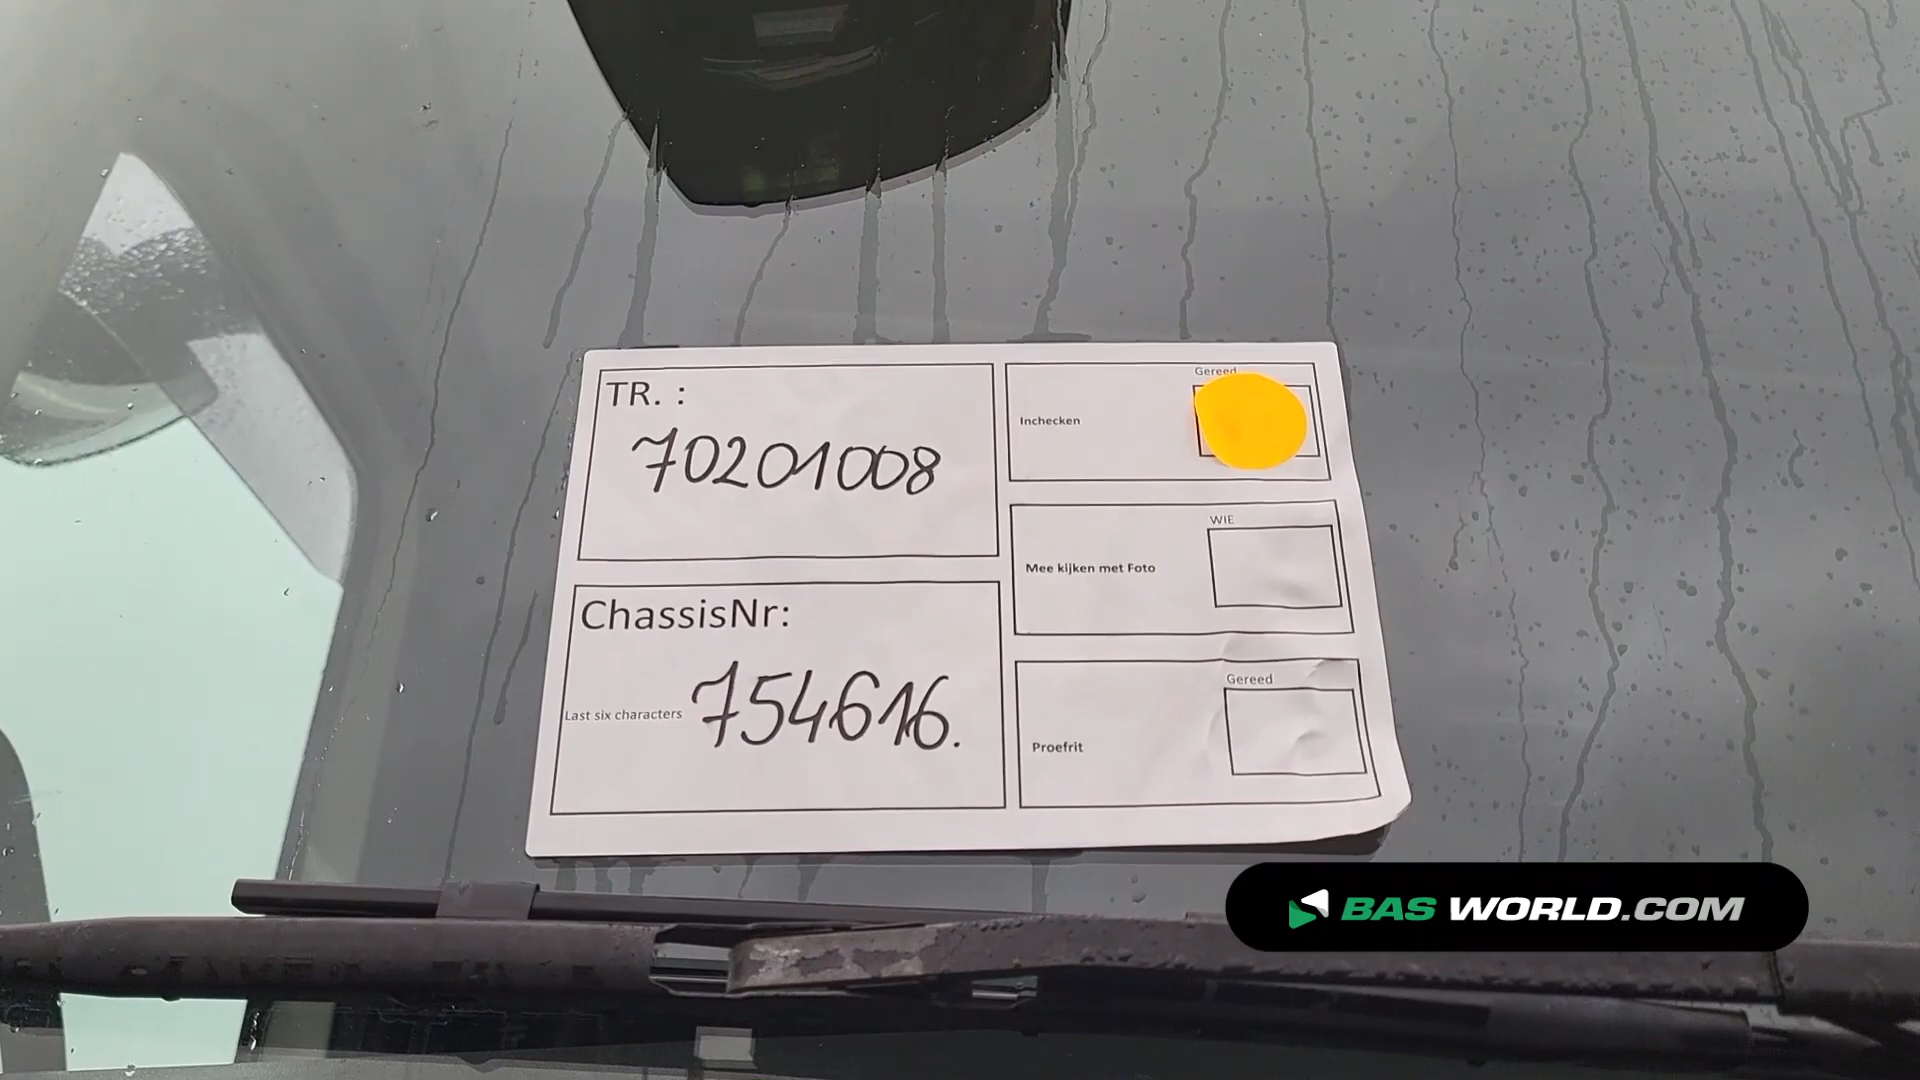 TR. :
70201008
ChassisNr:
Last six characters 754616.
Gereed
Inchecken
WIE
Mee kijken met Foto
Gereed
Proefrit
BAS WORLD.COM